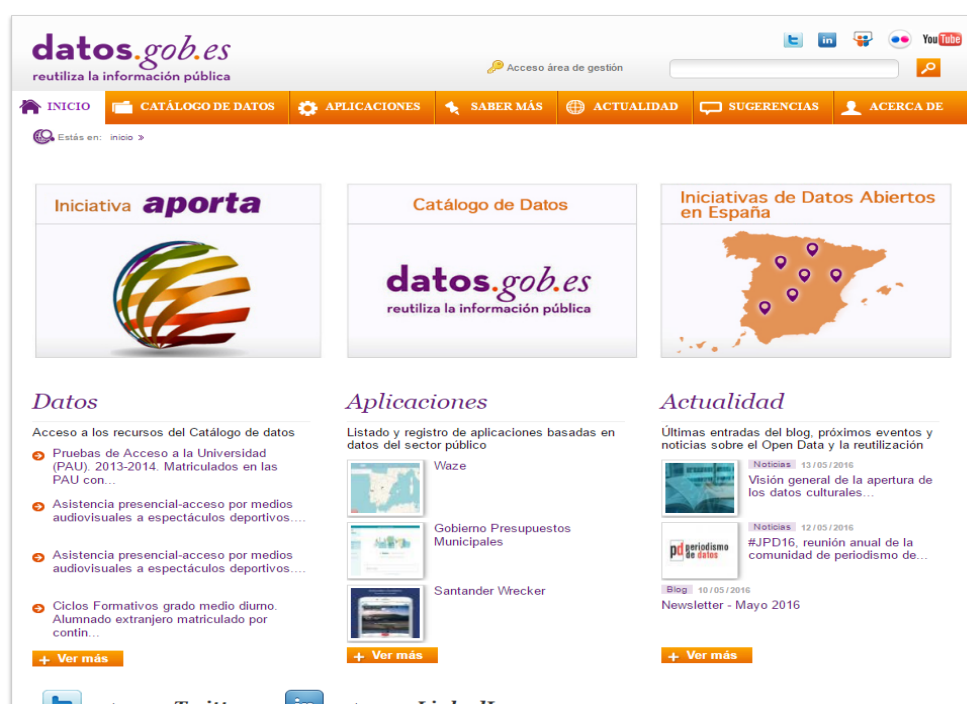 datos.gob.es
reutiliza la información pública
Acceso área de gestión
You Tube
INICIO
CATÁLOGO DE DATOS
APLICACIONES
SABER MÁS
ACTUALIDAD
SUGERENCIAS
ACERCA DE
Estás en: inicio »
Iniciativa aporta
Catálogo de Datos
datos.gob.es
reutiliza la información pública
Iniciativas de Datos Abiertos
en España
Datos
Acceso a los recursos del Catálogo de datos
Pruebas de Acceso a la Universidad
(PAU). 2013-2014. Matriculados en las
PAU con...
Asistencia presencial-acceso por medios
audiovisuales a espectáculos deportivos....
Asistencia presencial-acceso por medios
audiovisuales a espectáculos deportivos....
Ciclos Formativos grado medio diurno.
Alumnado extranjero matriculado por
contin...
+ Ver más
Aplicaciones
Listado y registro de aplicaciones basadas en
datos del sector público
Waze
Gobierno Presupuestos
Municipales
Santander Wrecker
+ Ver más
Actualidad
Últimas entradas del blog, próximos eventos y
noticias sobre el Open Data y la reutilización
Noticias 13/05/2016
Visión general de la apertura de
los datos culturales...
pd periodismo
de datos
Noticias 12/05/2016
#JPD16, reunión anual de la
comunidad de periodismo de...
Blog 10/05/2016
Newsletter - Mayo 2016
+ Ver más